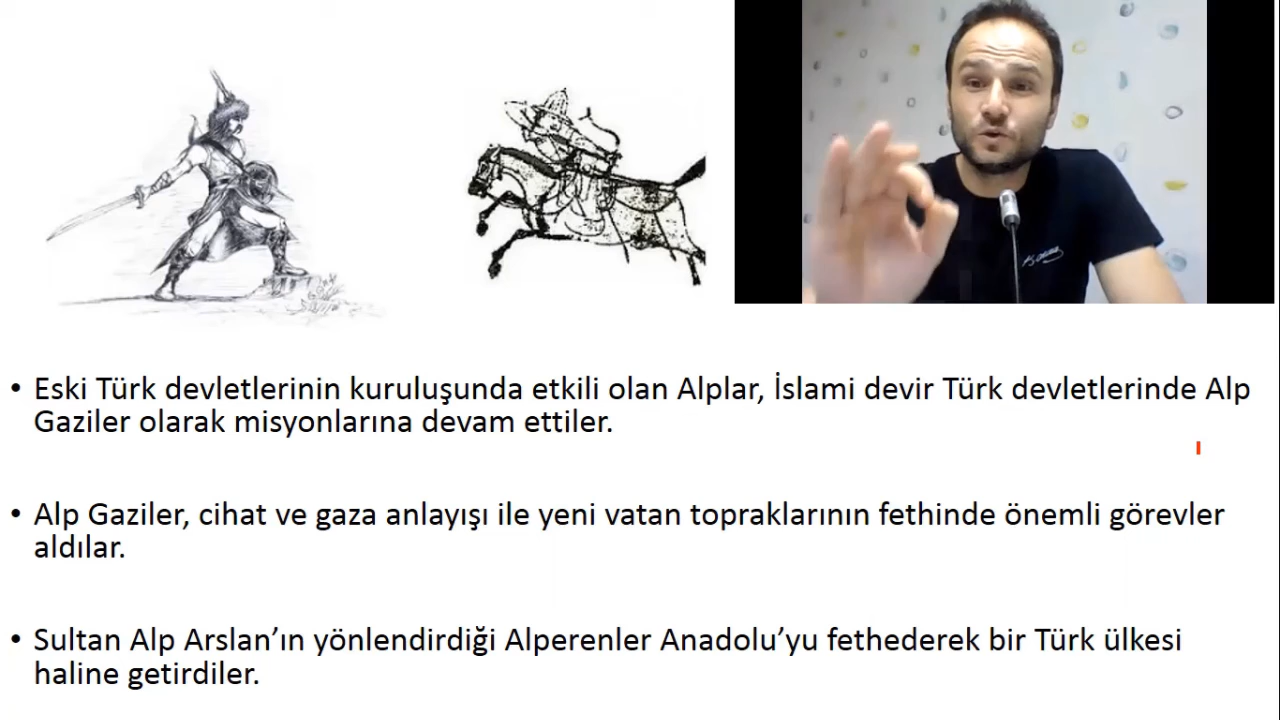 • Eski Türk devletlerinin kuruluşunda etkili olan Alplar, İslami devir Türk devletlerinde Alp
Gaziler olarak misyonlarına devam ettiler.
• Alp Gaziler, cihat ve gaza anlayışı ile yeni vatan topraklarının fethinde önemli görevler
aldılar.
• Sultan Alp Arslan’ın yönlendirdiği Alperenler Anadolu’yu fethederek bir Türk ülkesi
haline getirdiler.